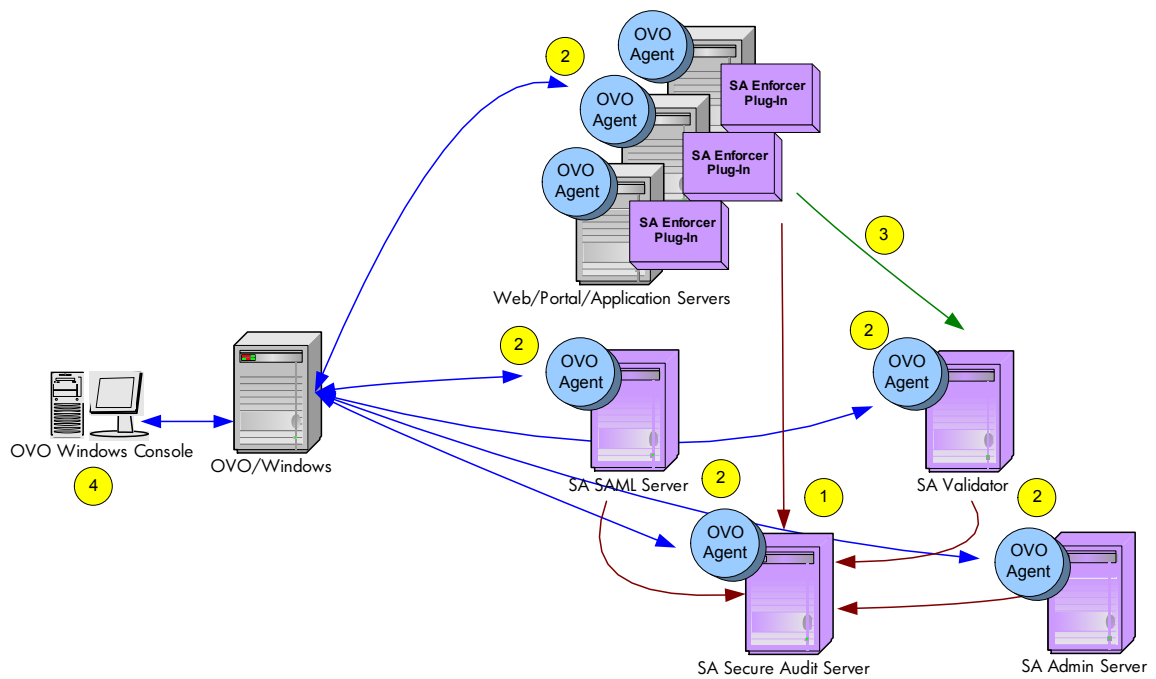 OVO
Agent
2
SA Enforcer
Plug-In
OVO
Agent
SA Enforcer
Plug-In
OVO
Agent
SA Enforcer
Plug-In
3
Web/Portal/Application Servers
2
OVO
Agent
2
OVO
Agent
OVO Windows Console
4
OVO/Windows
SA SAML Server
SA Validator
2
1
2
OVO
Agent
OVO
Agent
SA Secure Audit Server
SA Admin Server